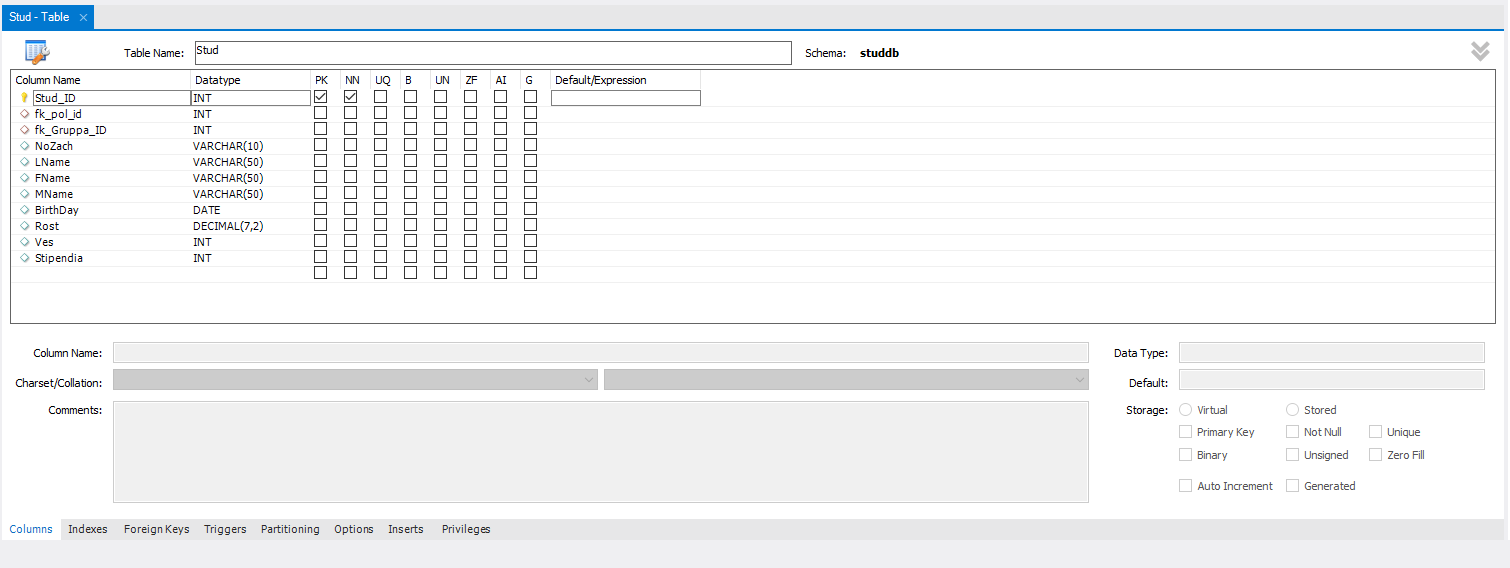 Stud - Table ×
Table Name: Stud Schema: studdb
Column Name Datatype PK NN UQ B UN ZF AI G Default/Expression
Stud_ID INT
fk_pol_id INT
fk_Gruppa_ID INT
NoZach VARCHAR(10)
LName VARCHAR(50)
FName VARCHAR(50)
MName VARCHAR(50)
BirthDay DATE
Rost DECIMAL(7,2)
Ves INT
Stipendia INT
Column Name: Data Type:
Charset/Collation: Default:
Comments: Storage: Virtual Stored
Primary Key Not Null Unique
Binary Unsigned Zero Fill
Auto Increment Generated
Columns Indexes Foreign Keys Triggers Partitioning Options Inserts Privileges